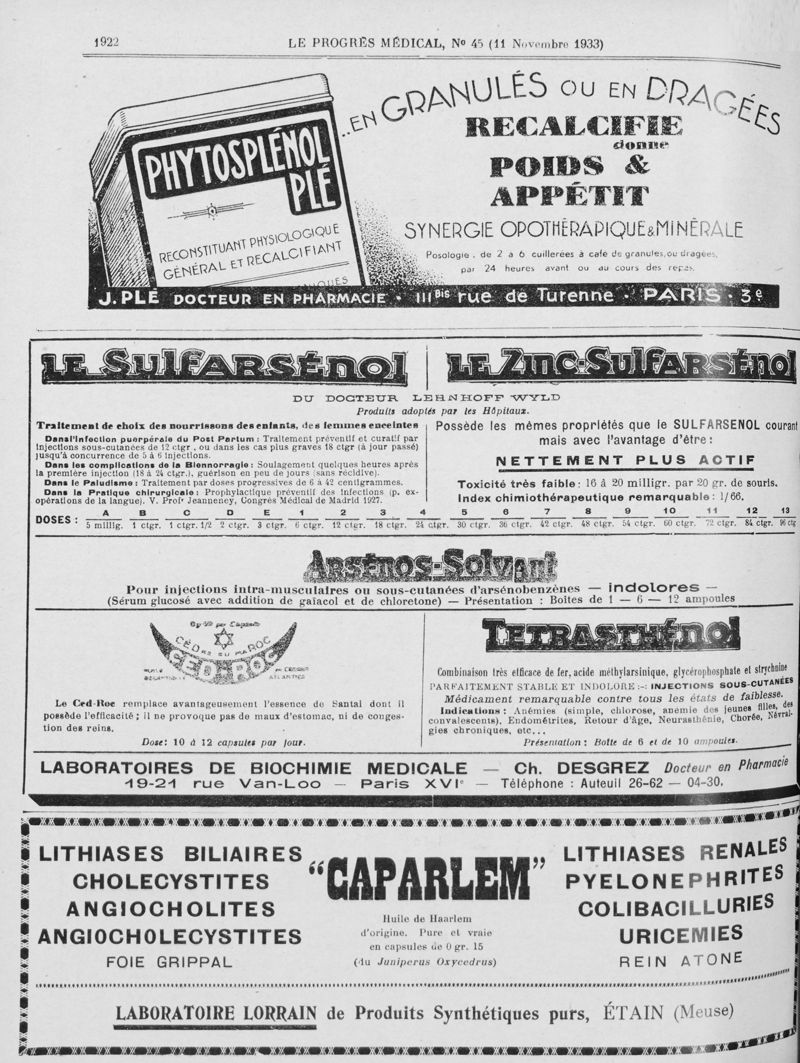 1922
LE PROGRÈS MÉDICAL, No 45 (11 Novembre 1933)
..EN GRANULÉS OU EN DRAGÉES
RECALCIFIE
donne
POIDS &
APPÉTIT
SYNERGIE OPOTHÉRAPIQUE & MINÉRALE
Posologie. de 2 a 6 cuillerées à café de granules, ou dragées,
par 24 heures avant ou au cours des repas.
PHYTOSPLÉNOL
PLÉ
RECONSTITUANT PHYSIOLOGIQUE
GÉNÉRAL ET RECALCIFIANT
J. PLÉ DOCTEUR EN PHARMACIE · 111 Bis rue de Turenne · PARIS · 3e
LE SULFARSÉNOL
LE ZINC-SULFARSÉNOL
DU DOCTEUR LEHNHOFF-WYLD
Produits adoptés par les Hôpitaux.
Traitement de choix des nourrissons des enfants, des femmes enceintes
Dans l'Infection puerpérale du Post Partum : Traitement préventif et curatif par
injections sous-cutanées de 12 ctgr, ou dans les cas plus graves 18 ctgr (à jour passé)
jusqu'à concurrence de 5 à 6 injections.
Dans les complications de la Blennorragie : Soulagement quelques heures après
la première injection (18 à 24 ctgr.), guérison en peu de jours (sans récidive).
Dans le Paludisme : Traitement par doses progressives de 6 à 42 centigrammes.
Dans la Pratique chirurgicale : Prophylactique préventif des infections (p. ex-
opérations de la langue). V. Profr Jeanneney, Congrès Médical de Madrid 1927.
Possède les mêmes propriétés que le SULFARSENOL courant
mais avec l'avantage d'être :
NETTEMENT PLUS ACTIF
Toxicité très faible : 16 à 20 milligr. par 20 gr. de souris.
Index chimiothérapeutique remarquable : 1/66.
A B C D E 1 2 3 4 5 6 7 8 9 10 11 12 13
DOSES : 5 millig. 1 ctgr. 1 ctgr. 1/2 2 ctgr. 3 ctgr. 6 ctgr. 12 ctgr. 18 ctgr. 24 ctgr. 30 ctgr. 36 ctgr. 42 ctgr. 48 ctgr. 54 ctgr. 60 ctgr. 72 ctgr. 84 ctgr. 96 ctg
ARSÉNOS-SOLVANT
Pour injections intra-musculaires ou sous-cutanées d'arsénobenzènes — indolores —
(Sérum glucosé avec addition de gaïacol et de chloretone) — Présentation : Boîtes de 1 — 6 — 12 ampoules
CÉDRE DU MAROC
CED-ROC
Le Ced-Roc remplace avantageusement l'essence de Santal dont il
possède l'efficacité ; il ne provoque pas de maux d'estomac, ni de conges-
tion des reins.
Dose: 10 à 12 capsules par jour.
TETRASTHÉNOL
Combinaison très efficace de fer, acide méthylarsinique, glycérophosphate et strychnine
PARFAITEMENT STABLE ET INDOLORE :-: INJECTIONS SOUS-CUTANÉES
Médicament remarquable contre tous les états de faiblesse.
Indications : Anémies (simple, chlorose, anémie des jeunes filles, des
convalescents), Endométrites, Retour d'âge, Neurasthénie, Chorée, Névral-
gies chroniques, etc...
Présentation : Boîte de 6 et de 10 ampoules.
LABORATOIRES DE BIOCHIMIE MEDICALE — Ch. DESGREZ Docteur en Pharmacie
19-21 rue Van-Loo — Paris XVIe — Téléphone : Auteuil 26-62 — 04-30.
LITHIASES BILIAIRES
CHOLECYSTITES
ANGIOCHOLITES
ANGIOCHOLECYSTITES
FOIE GRIPPAL
"CAPARLEM"
Huile de Haarlem
d'origine. Pure et vraie
en capsules de 0 gr. 15
(du Juniperus Oxycedrus)
LITHIASES RENALES
PYELONEPHRITES
COLIBACILLURIES
URICEMIES
REIN ATONE
LABORATOIRE LORRAIN de Produits Synthétiques purs, ÉTAIN (Meuse)